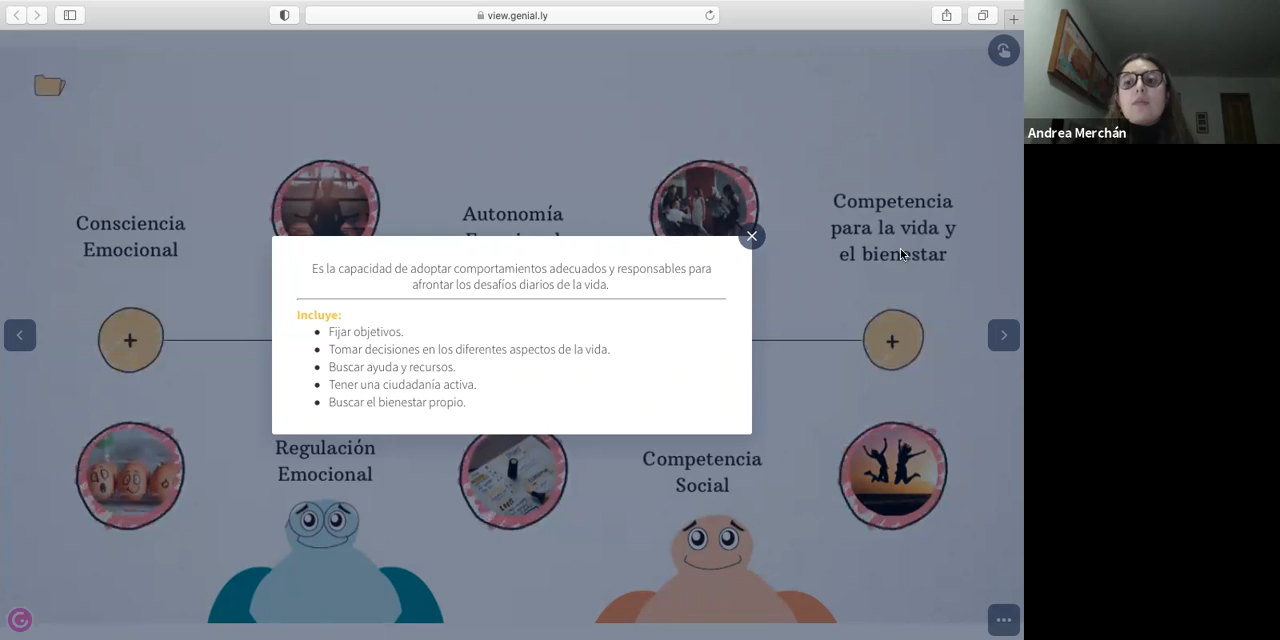 view.genial.ly
Andrea Merchán
Consciencia
Emocional
Autonomía
Competencia
para la vida y
el bienestar
Es la capacidad de adoptar comportamientos adecuados y responsables para
afrontar los desafíos diarios de la vida.
Incluye:
Fijar objetivos.
Tomar decisiones en los diferentes aspectos de la vida.
Buscar ayuda y recursos.
Tener una ciudadanía activa.
Buscar el bienestar propio.
Regulación
Emocional
Competencia
Social